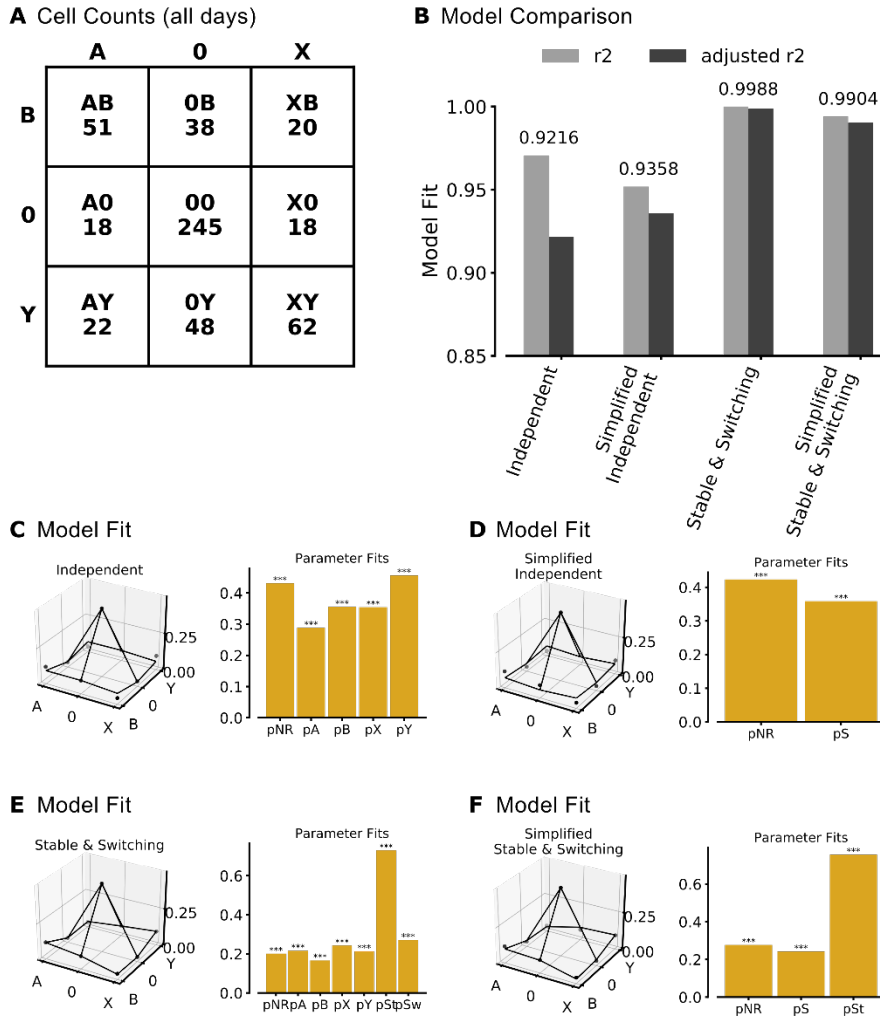 A Cell Counts (all days)
A 0 X
B
AB 0B XB
51 38 20
0
A0 00 X0
18 245 18
Y
AY 0Y XY
22 48 62
B Model Comparison
r2 adjusted r2
0.9216
0.9358
0.9988
0.9904
Model Fit
1.00
0.95
0.90
0.85
Independent
Simplified
Independent
Stable & Switching
Simplified
Stable & Switching
C Model Fit
Independent
0.25
0.00
A 0 X
B 0 Y
Parameter Fits
0.4
0.3
0.2
0.1
0.0
*** *** *** *** ***
pNR pA pB pX pY
D Model Fit
Simplified
Independent
0.25
0.00
A 0 X
B 0 Y
Parameter Fits
0.4
0.3
0.2
0.1
0.0
*** ***
pNR pS
E Model Fit
Stable & Switching
0.25
0.00
A 0 X
B 0 Y
Parameter Fits
0.6
0.4
0.2
0.0
*** *** *** *** *** *** ***
pNR pA pB pX pY pSt pSw
F Model Fit
Simplified
Stable & Switching
0.25
0.00
A 0 X
B 0 Y
Parameter Fits
0.6
0.4
0.2
0.0
*** *** ***
pNR pS pSt